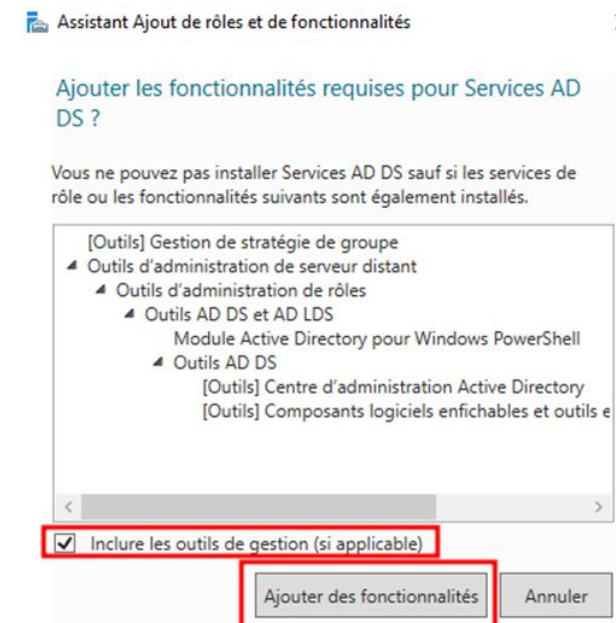 Assistant Ajout de rôles et de fonctionnalités
Ajouter les fonctionnalités requises pour Services AD
DS ?
Vous ne pouvez pas installer Services AD DS sauf si les services de
rôle ou les fonctionnalités suivants sont également installés.
[Outils] Gestion de stratégie de groupe
Outils d'administration de serveur distant
Outils d'administration de rôles
Outils AD DS et AD LDS
Module Active Directory pour Windows PowerShell
Outils AD DS
[Outils] Centre d'administration Active Directory
[Outils] Composants logiciels enfichables et outils e
Inclure les outils de gestion (si applicable)
Ajouter des fonctionnalités
Annuler